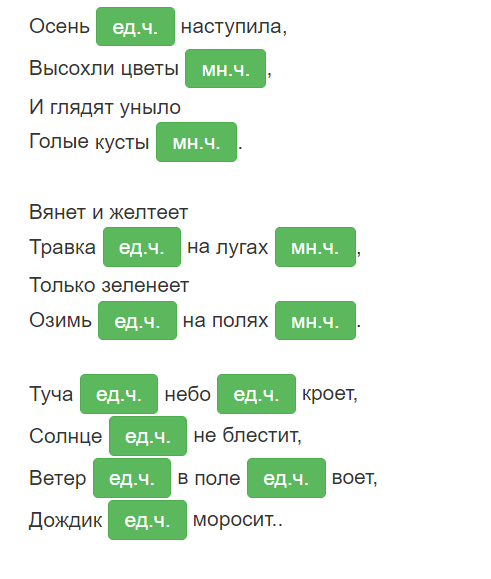 Осень ед.ч. наступила,
Высохли цветы мн.ч.,
И глядят уныло
Голые кусты мн.ч..
Вянет и желтеет
Травка ед.ч. на лугах мн.ч.,
Только зеленеет
Озимь ед.ч. на полях мн.ч..
Туча ед.ч. небо ед.ч. кроет,
Солнце ед.ч. не блестит,
Ветер ед.ч. в поле ед.ч. воет,
Дождик ед.ч. моросит..